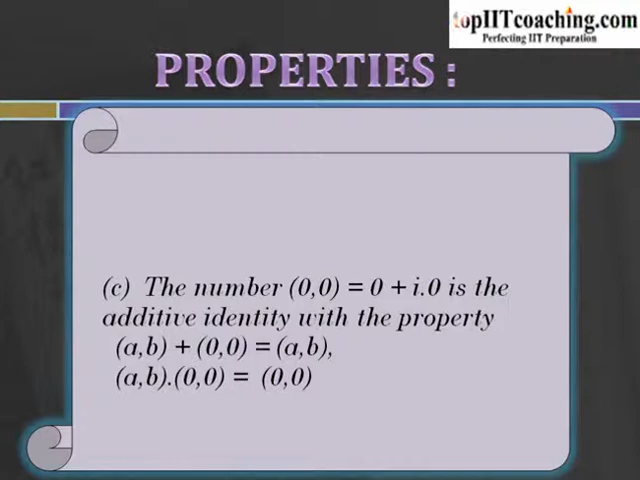 topIITcoaching.com
Perfecting IIT Preparation
PROPERTIES :
(c) The number (0,0) = 0 + i.0 is the
additive identity with the property
(a,b) + (0,0) = (a,b),
(a,b).(0,0) = (0,0)